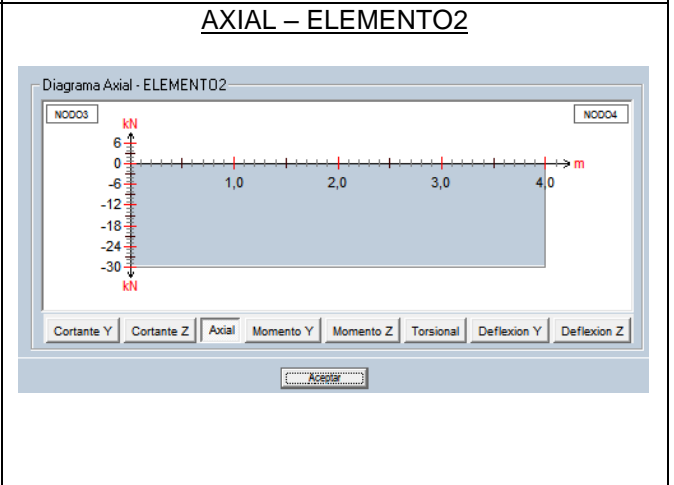 AXIAL – ELEMENTO2
Diagrama Axial - ELEMENTO2
NODO3
NODO4
kN
6
0
m
-6
1,0
2,0
3,0
4,0
-12
-18
-24
-30
kN
Cortante Y
Cortante Z
Axial
Momento Y
Momento Z
Torsional
Deflexion Y
Deflexion Z
Aceptar